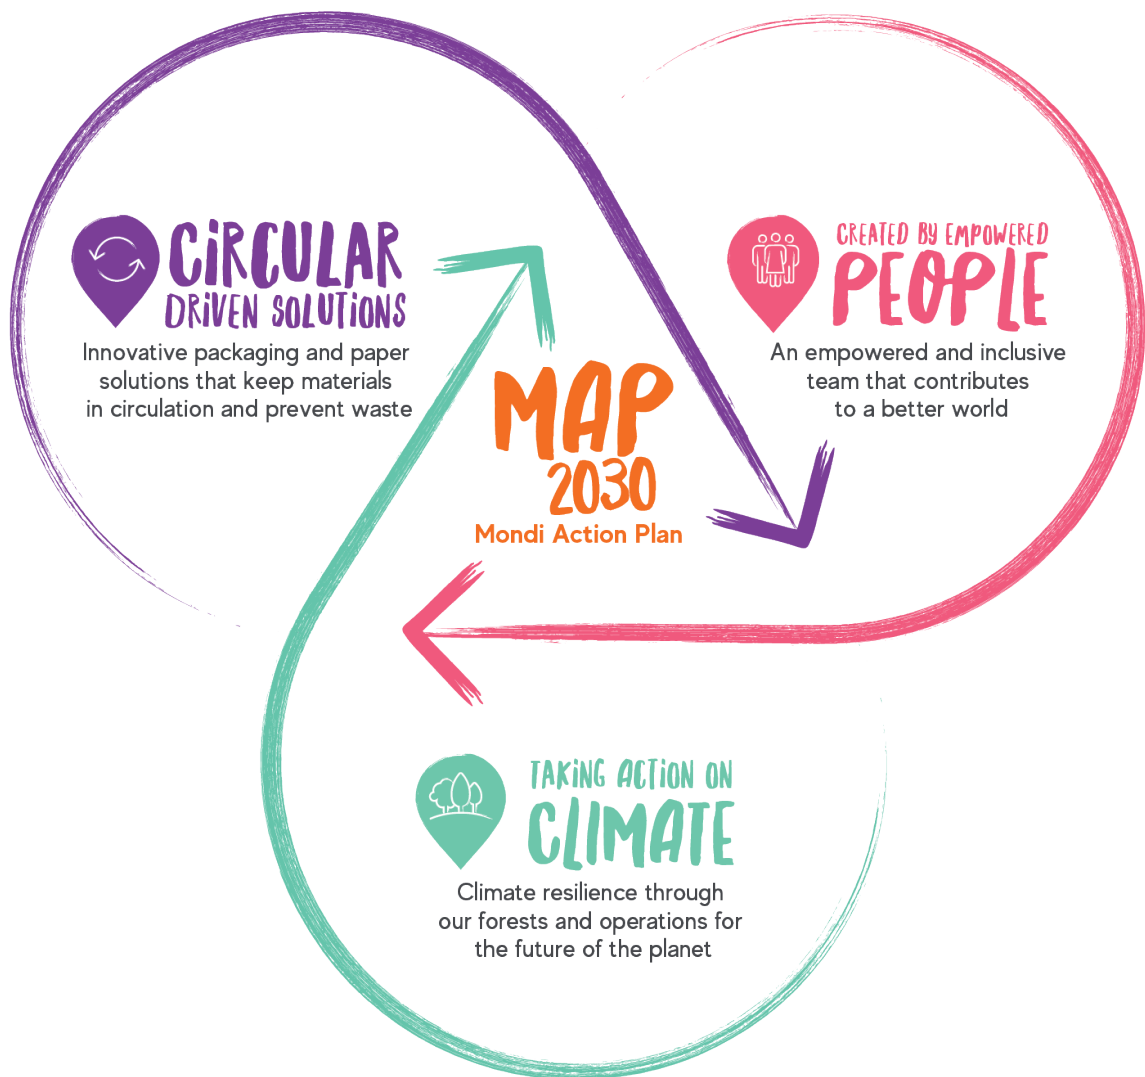 CiRCULAR
DRiVEN SOLUTiONS
Innovative packaging and paper
solutions that keep materials
in circulation and prevent waste
CREATED BY EMPOWERED
PEOPLE
An empowered and inclusive
team that contributes
to a better world
MAP
2030
Mondi Action Plan
TAKiNG ACTiON ON
CLIMATE
Climate resilience through
our forests and operations for
the future of the planet